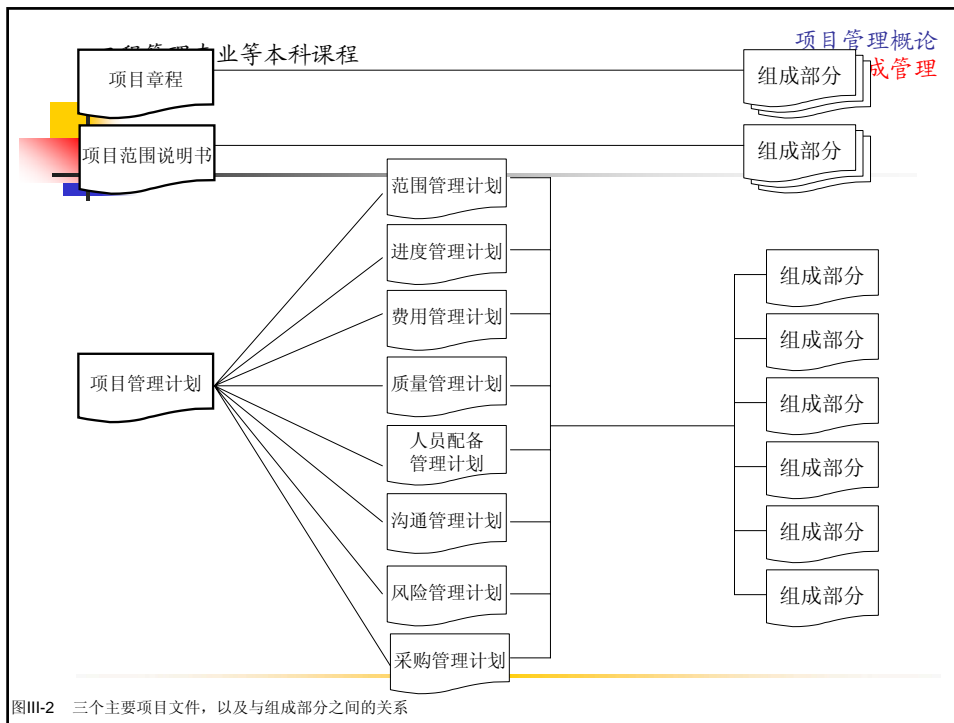 业等本科课程
项目管理概论
成管理
项目章程
组成部分
项目范围说明书
组成部分
范围管理计划
进度管理计划
费用管理计划
项目管理计划
质量管理计划
人员配备
管理计划
沟通管理计划
风险管理计划
采购管理计划
组成部分
组成部分
组成部分
组成部分
组成部分
组成部分
图III-2 三个主要项目文件，以及与组成部分之间的关系